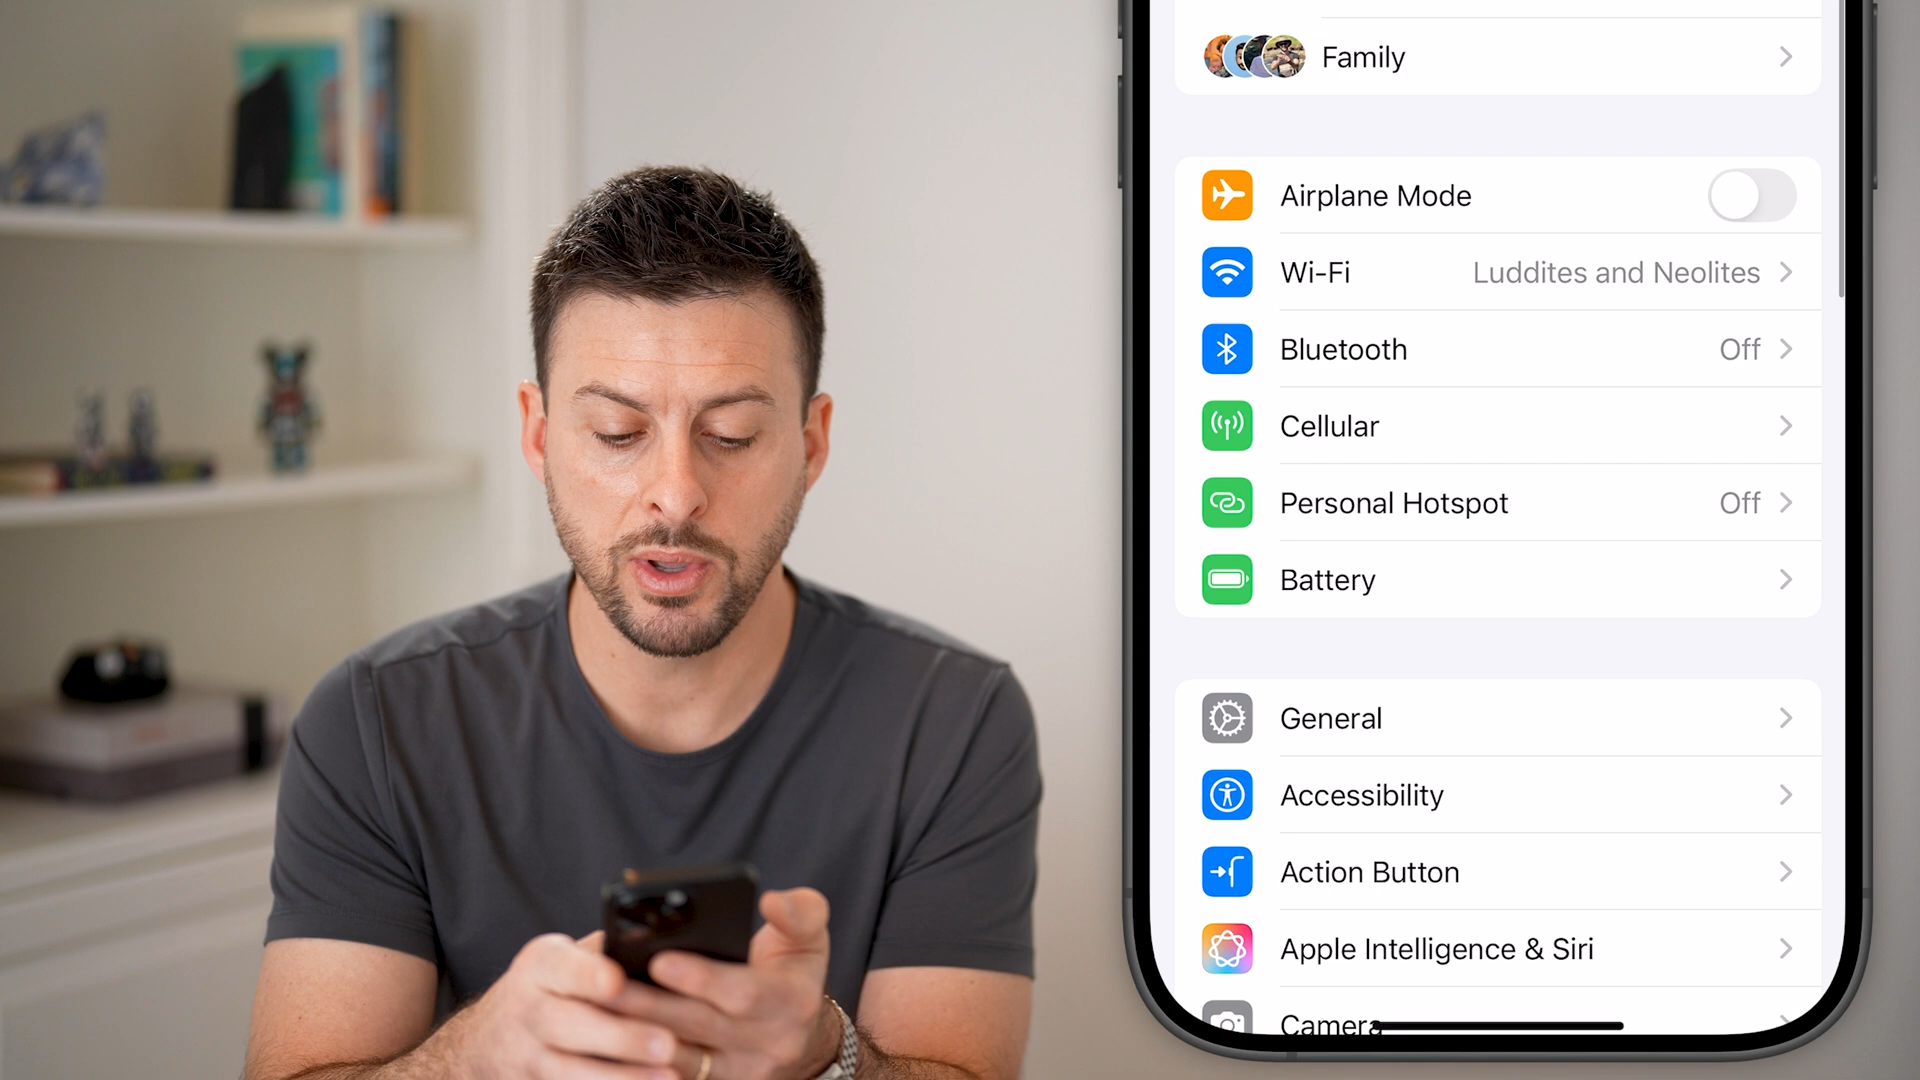 Family
Airplane Mode
Wi-Fi Luddites and Neolites
Bluetooth Off
Cellular
Personal Hotspot Off
Battery
General
Accessibility
Action Button
Apple Intelligence & Siri
Camera